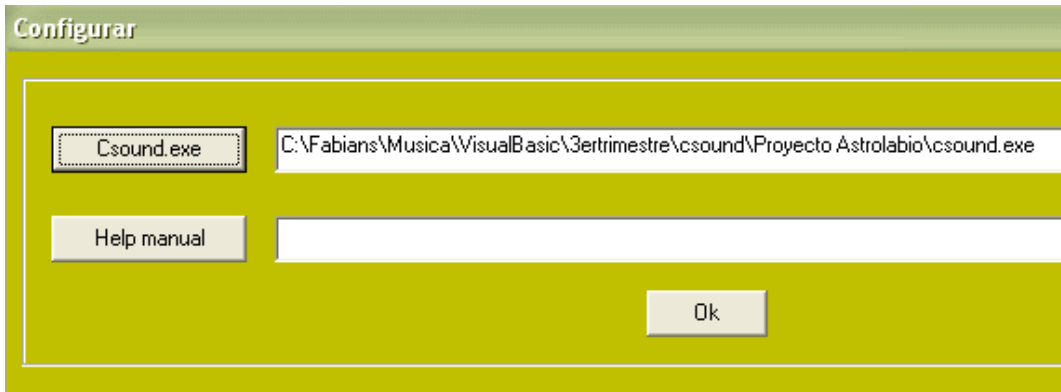 Configurar
Csound.exe
C:\Fabians\Musica\VisualBasic\3ertrimestre\csound\Proyecto Astrolabio\csound.exe
Help manual
Ok